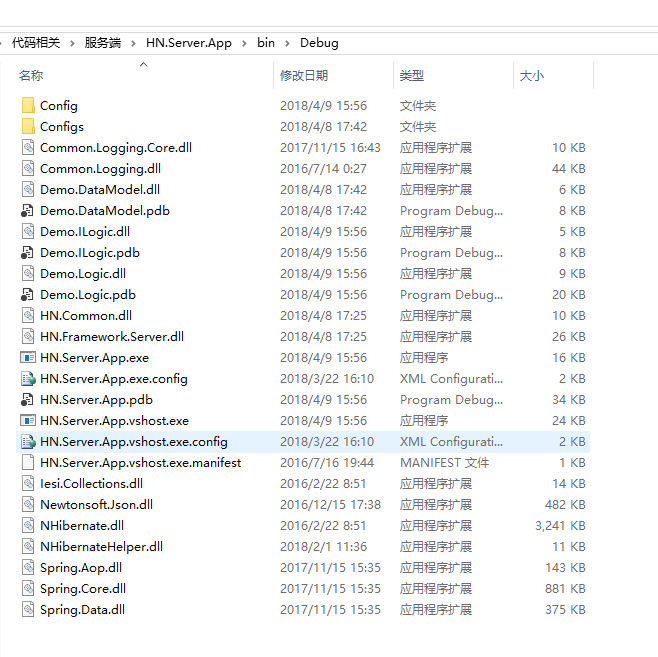 代码相关 › 服务端 › HN.Server.App › bin › Debug
名称 修改日期 类型 大小
Config 2018/4/9 15:56 文件夹
Configs 2018/4/8 17:42 文件夹
Common.Logging.Core.dll 2017/11/15 16:43 应用程序扩展 10 KB
Common.Logging.dll 2016/7/14 0:27 应用程序扩展 44 KB
Demo.DataModel.dll 2018/4/8 17:42 应用程序扩展 6 KB
Demo.DataModel.pdb 2018/4/8 17:42 Program Debug... 8 KB
Demo.ILogic.dll 2018/4/9 15:56 应用程序扩展 5 KB
Demo.ILogic.pdb 2018/4/9 15:56 Program Debug... 8 KB
Demo.Logic.dll 2018/4/9 15:56 应用程序扩展 9 KB
Demo.Logic.pdb 2018/4/9 15:56 Program Debug... 20 KB
HN.Common.dll 2018/4/8 17:25 应用程序扩展 10 KB
HN.Framework.Server.dll 2018/4/8 17:25 应用程序扩展 26 KB
HN.Server.App.exe 2018/4/9 15:56 应用程序 16 KB
HN.Server.App.exe.config 2018/3/22 16:10 XML Configurati... 2 KB
HN.Server.App.pdb 2018/4/9 15:56 Program Debug... 34 KB
HN.Server.App.vshost.exe 2018/4/9 15:56 应用程序 24 KB
HN.Server.App.vshost.exe.config 2018/3/22 16:10 XML Configurati... 2 KB
HN.Server.App.vshost.exe.manifest 2016/7/16 19:44 MANIFEST 文件 1 KB
Iesi.Collections.dll 2016/2/22 8:51 应用程序扩展 14 KB
Newtonsoft.Json.dll 2016/12/15 17:38 应用程序扩展 482 KB
NHibernate.dll 2016/2/22 8:51 应用程序扩展 3,241 KB
NHibernateHelper.dll 2018/2/1 11:36 应用程序扩展 11 KB
Spring.Aop.dll 2017/11/15 15:35 应用程序扩展 143 KB
Spring.Core.dll 2017/11/15 15:35 应用程序扩展 881 KB
Spring.Data.dll 2017/11/15 15:35 应用程序扩展 375 KB